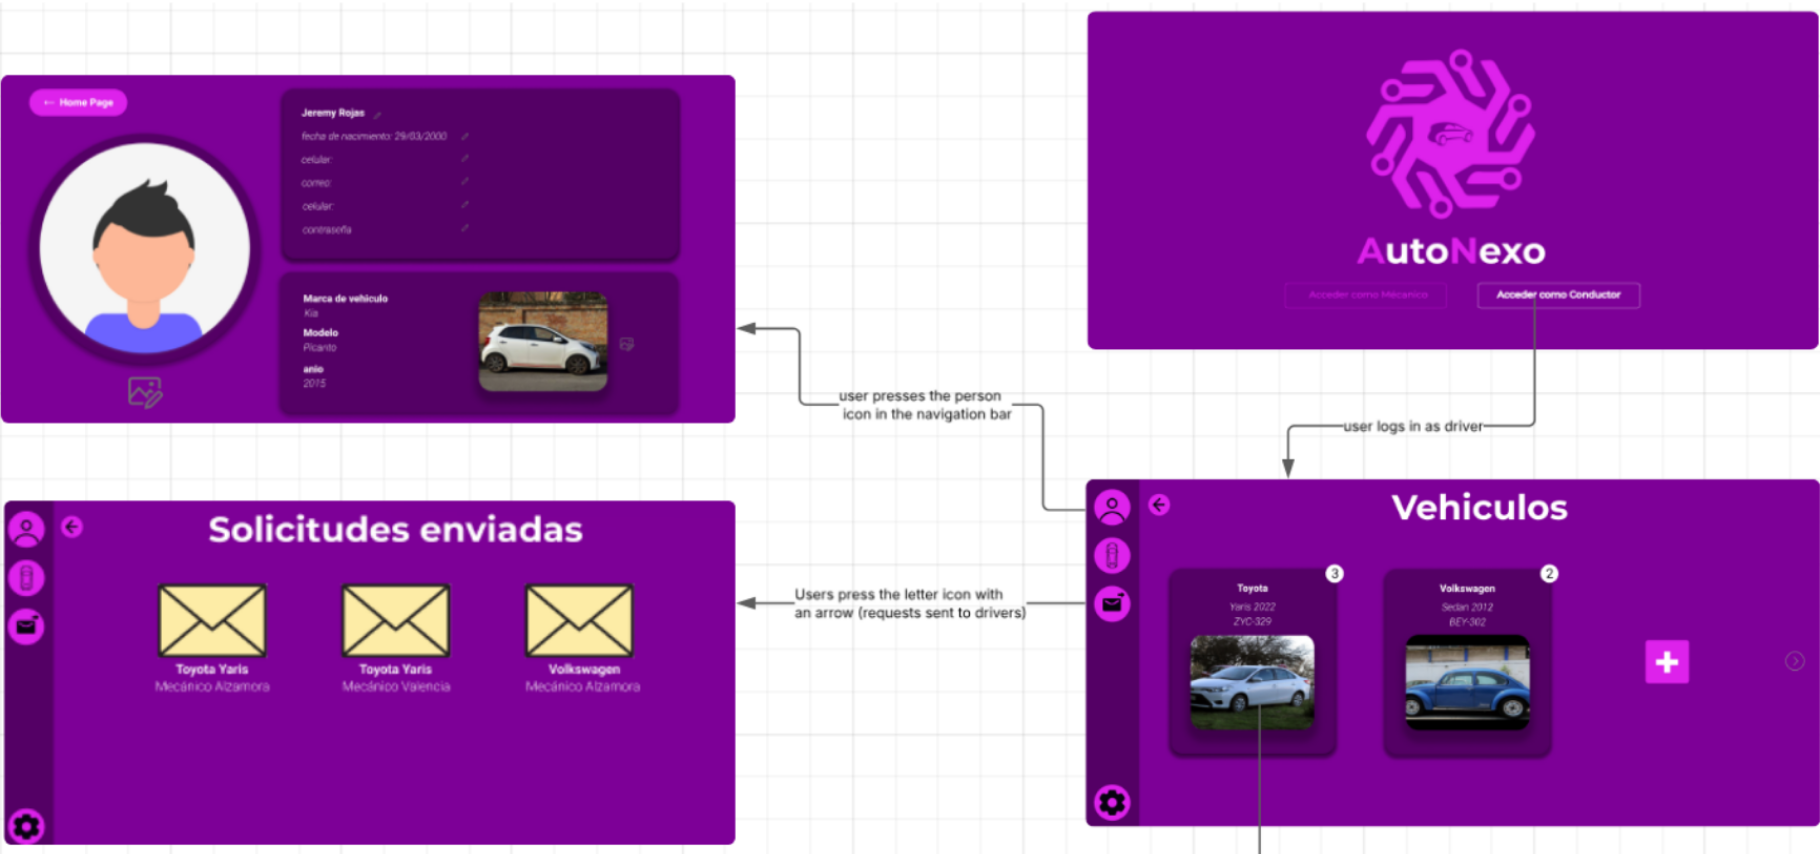 ← Home Page
Jeremy Rojas
fecha de nacimiento: 29/03/2000
celular:
correo:
celular:
contraseña
Marca de vehiculo
Kia
Modelo
Picanto
anio
2015
AutoNexo
Acceder como Mecanico
Acceder como Conductor
user presses the person
icon in the navigation bar
user logs in as driver
Solicitudes enviadas
Toyota Yaris
Mecánico Alzamora
Toyota Yaris
Mecánico Valencia
Volkswagen
Mecánico Alzamora
Users press the letter icon with
an arrow (requests sent to drivers)
Vehiculos
3
Toyota
Yaris 2022
ZYC-329
2
Volkswagen
Sedan 2012
BEY-302